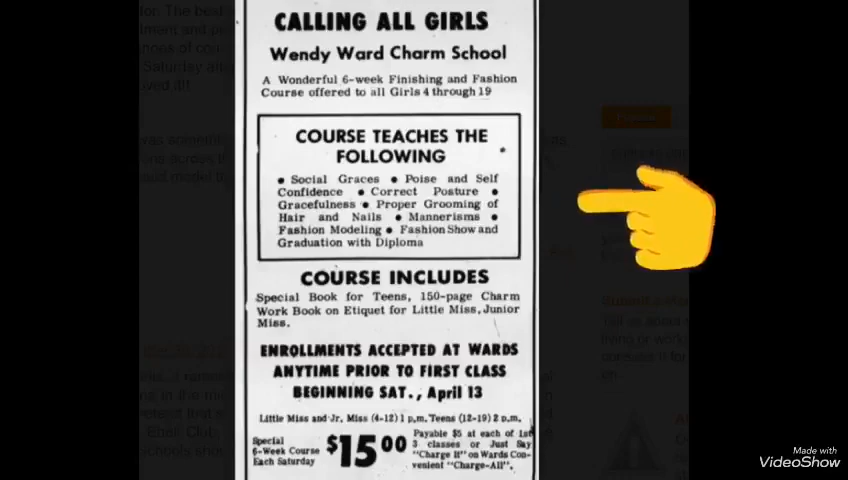 CALLING ALL GIRLS
Wendy Ward Charm School
A Wonderful 6-week Finishing and Fashion
Course offered to all Girls 4 through 19
COURSE TEACHES THE
FOLLOWING
• Social Graces • Poise and Self
Confidence • Correct Posture •
Gracefulness • Proper Grooming of
Hair and Nails • Mannerisms •
Fashion Modeling • Fashion Show and
Graduation with Diploma
COURSE INCLUDES
Special Book for Teens, 150-page Charm
Work Book on Etiquet for Little Miss, Junior
Miss.
ENROLLMENTS ACCEPTED AT WARDS
ANYTIME PRIOR TO FIRST CLASS
BEGINNING SAT., April 13
Little Miss and Jr. Miss (4-12) 1 p.m. Teens (12-19) 2 p.m.
Special
6-Week Course
Each Saturday
$15.00
Payable $5 at each of 1st
3 classes or Just Say
"Charge It" on Wards Con-
venient "Charge-All".
Made with
VideoShow